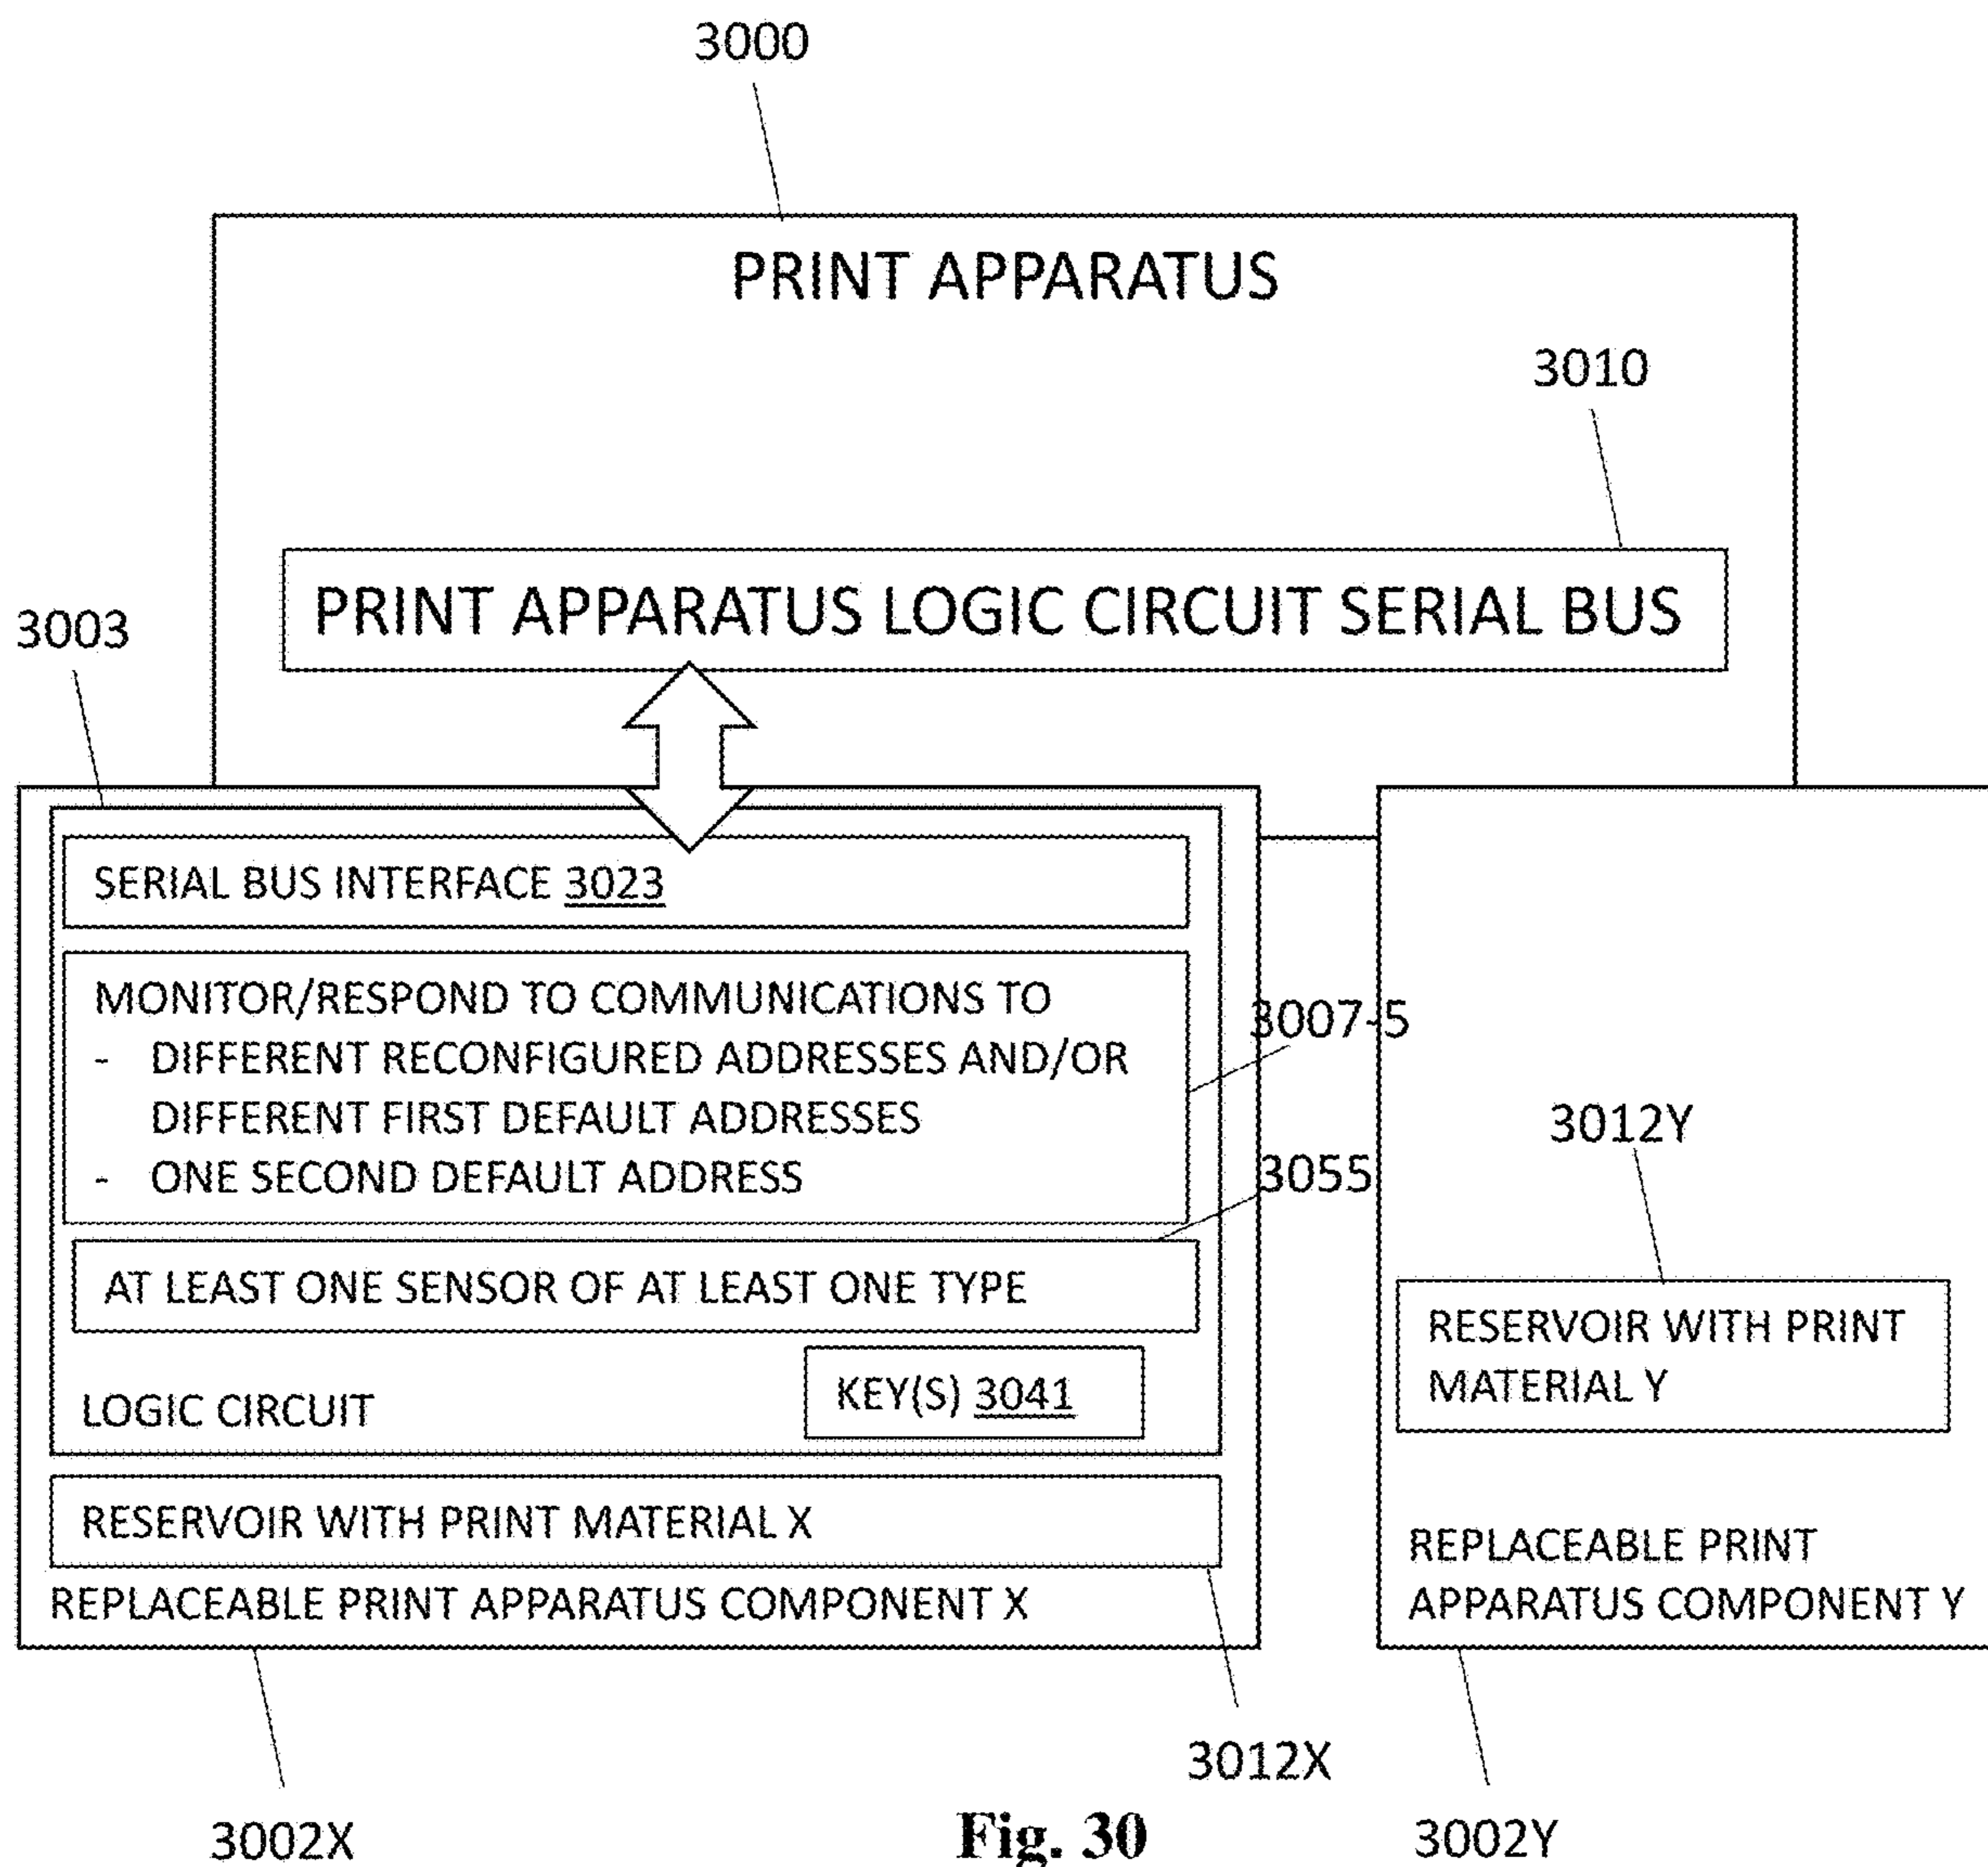 3000
PRINT APPARATUS
3010
PRINT APPARATUS LOGIC CIRCUIT SERIAL BUS
3003
SERIAL BUS INTERFACE 3023
MONITOR/RESPOND TO COMMUNICATIONS TO
- DIFFERENT RECONFIGURED ADDRESSES AND/OR
DIFFERENT FIRST DEFAULT ADDRESSES
- ONE SECOND DEFAULT ADDRESS
3007-5
3055
AT LEAST ONE SENSOR OF AT LEAST ONE TYPE
KEY(S) 3041
LOGIC CIRCUIT
RESERVOIR WITH PRINT MATERIAL X
REPLACEABLE PRINT APPARATUS COMPONENT X
3012Y
RESERVOIR WITH PRINT
MATERIAL Y
REPLACEABLE PRINT
APPARATUS COMPONENT Y
3012X
3002X
Fig. 30
3002Y